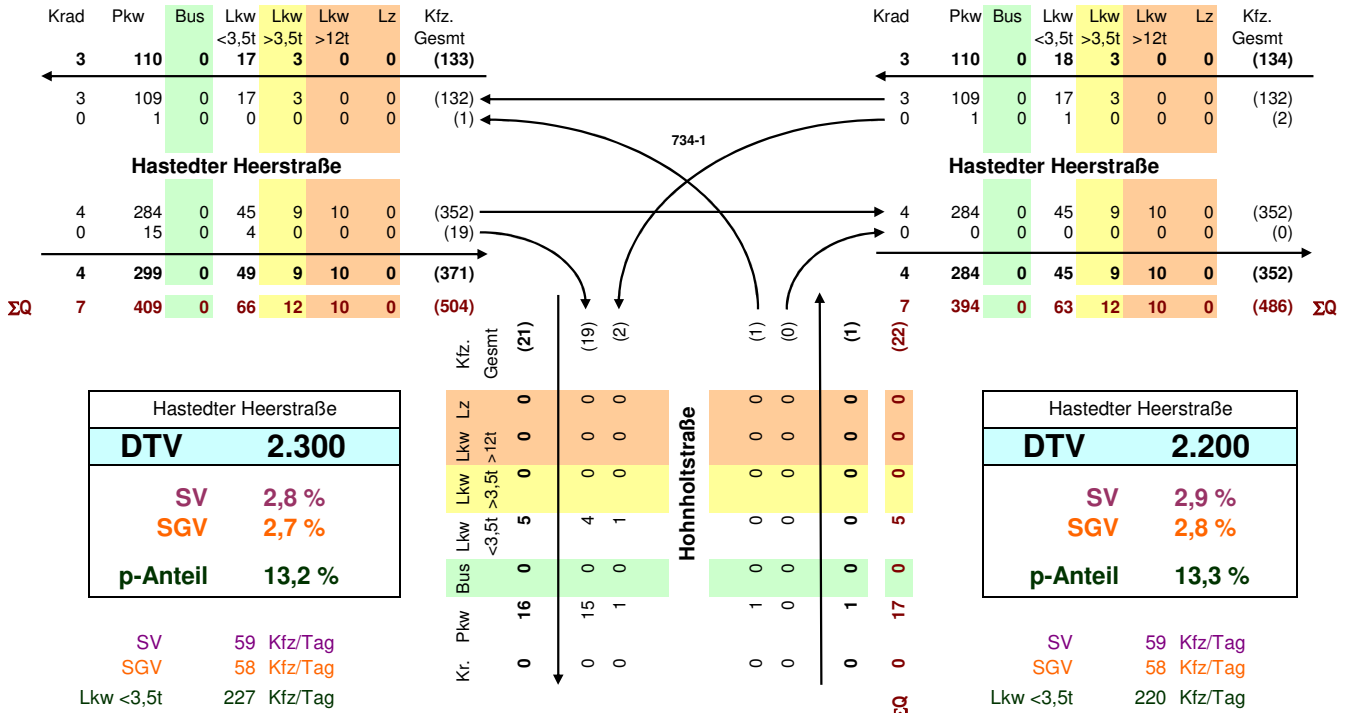 Krad Pkw Bus Lkw Lkw Lkw Lz Kfz.
<3,5t >3,5t >12t Gesmt
3 110 0 17 3 0 0 (133)
3 109 0 17 3 0 0 (132)
0 1 0 0 0 0 0 (1)
Hastedter Heerstraße
4 284 0 45 9 10 0 (352)
0 15 0 4 0 0 0 (19)
4 299 0 49 9 10 0 (371)
ΣQ 7 409 0 66 12 10 0 (504)
734-1
Krad Pkw Bus Lkw Lkw Lkw Lz Kfz.
<3,5t >3,5t >12t Gesmt
3 110 0 18 3 0 0 (134)
3 109 0 17 3 0 0 (132)
0 1 0 1 0 0 0 (2)
Hastedter Heerstraße
4 284 0 45 9 10 0 (352)
0 0 0 0 0 0 0 (0)
4 284 0 45 9 10 0 (352)
7 394 0 63 12 10 0 (486) ΣQ
Kr. Pkw Bus Lkw Lkw Lkw Lz Kfz.
<3,5t >3,5t >12t Gesmt
0 16 0 5 0 0 0 (21)
0 15 0 4 0 0 0 (19)
0 1 0 1 0 0 0 (2)
Hohnholtstraße
0 1 0 0 0 0 0 (1)
0 0 0 0 0 0 0 (0)
0 1 0 0 0 0 0 (1)
ΣQ 0 17 0 5 0 0 0 (22)
Hastedter Heerstraße
DTV 2.300
SV 2,8 %
SGV 2,7 %
p-Anteil 13,2 %
SV 59 Kfz/Tag
SGV 58 Kfz/Tag
Lkw <3,5t 227 Kfz/Tag
Hastedter Heerstraße
DTV 2.200
SV 2,9 %
SGV 2,8 %
p-Anteil 13,3 %
SV 59 Kfz/Tag
SGV 58 Kfz/Tag
Lkw <3,5t 220 Kfz/Tag